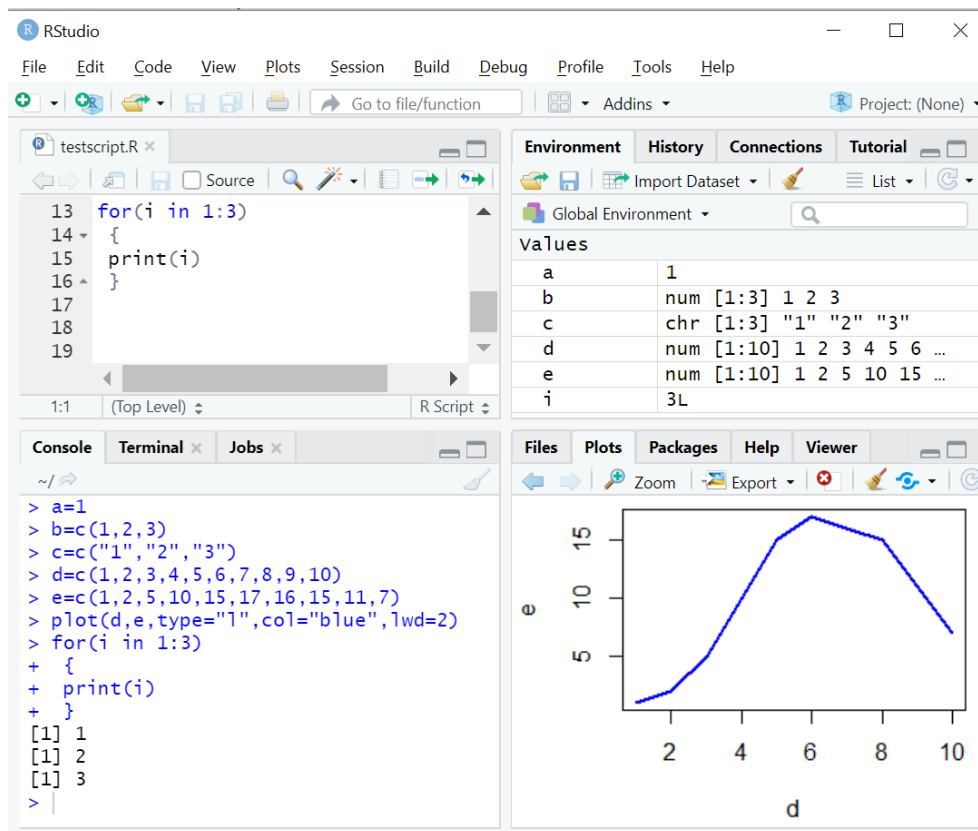 RStudio
File Edit Code View Plots Session Build Debug Profile Tools Help
Go to file/function Addins Project: (None)
testscript.R
Source
13 for(i in 1:3)
14 {
15 print(i)
16 }
17
18
19
1:1 (Top Level) R Script
Environment History Connections Tutorial
Import Dataset List
Global Environment
Values
a 1
b num [1:3] 1 2 3
c chr [1:3] "1" "2" "3"
d num [1:10] 1 2 3 4 5 6 …
e num [1:10] 1 2 5 10 15 …
i 3L
Console Terminal Jobs
~/
> a=1
> b=c(1,2,3)
> c=c("1","2","3")
> d=c(1,2,3,4,5,6,7,8,9,10)
> e=c(1,2,5,10,15,17,16,15,11,7)
> plot(d,e,type="l",col="blue",lwd=2)
> for(i in 1:3)
+ {
+ print(i)
+ }
[1] 1
[1] 2
[1] 3
>
Files Plots Packages Help Viewer
Zoom Export
15
10
5
e
2 4 6 8 10
d